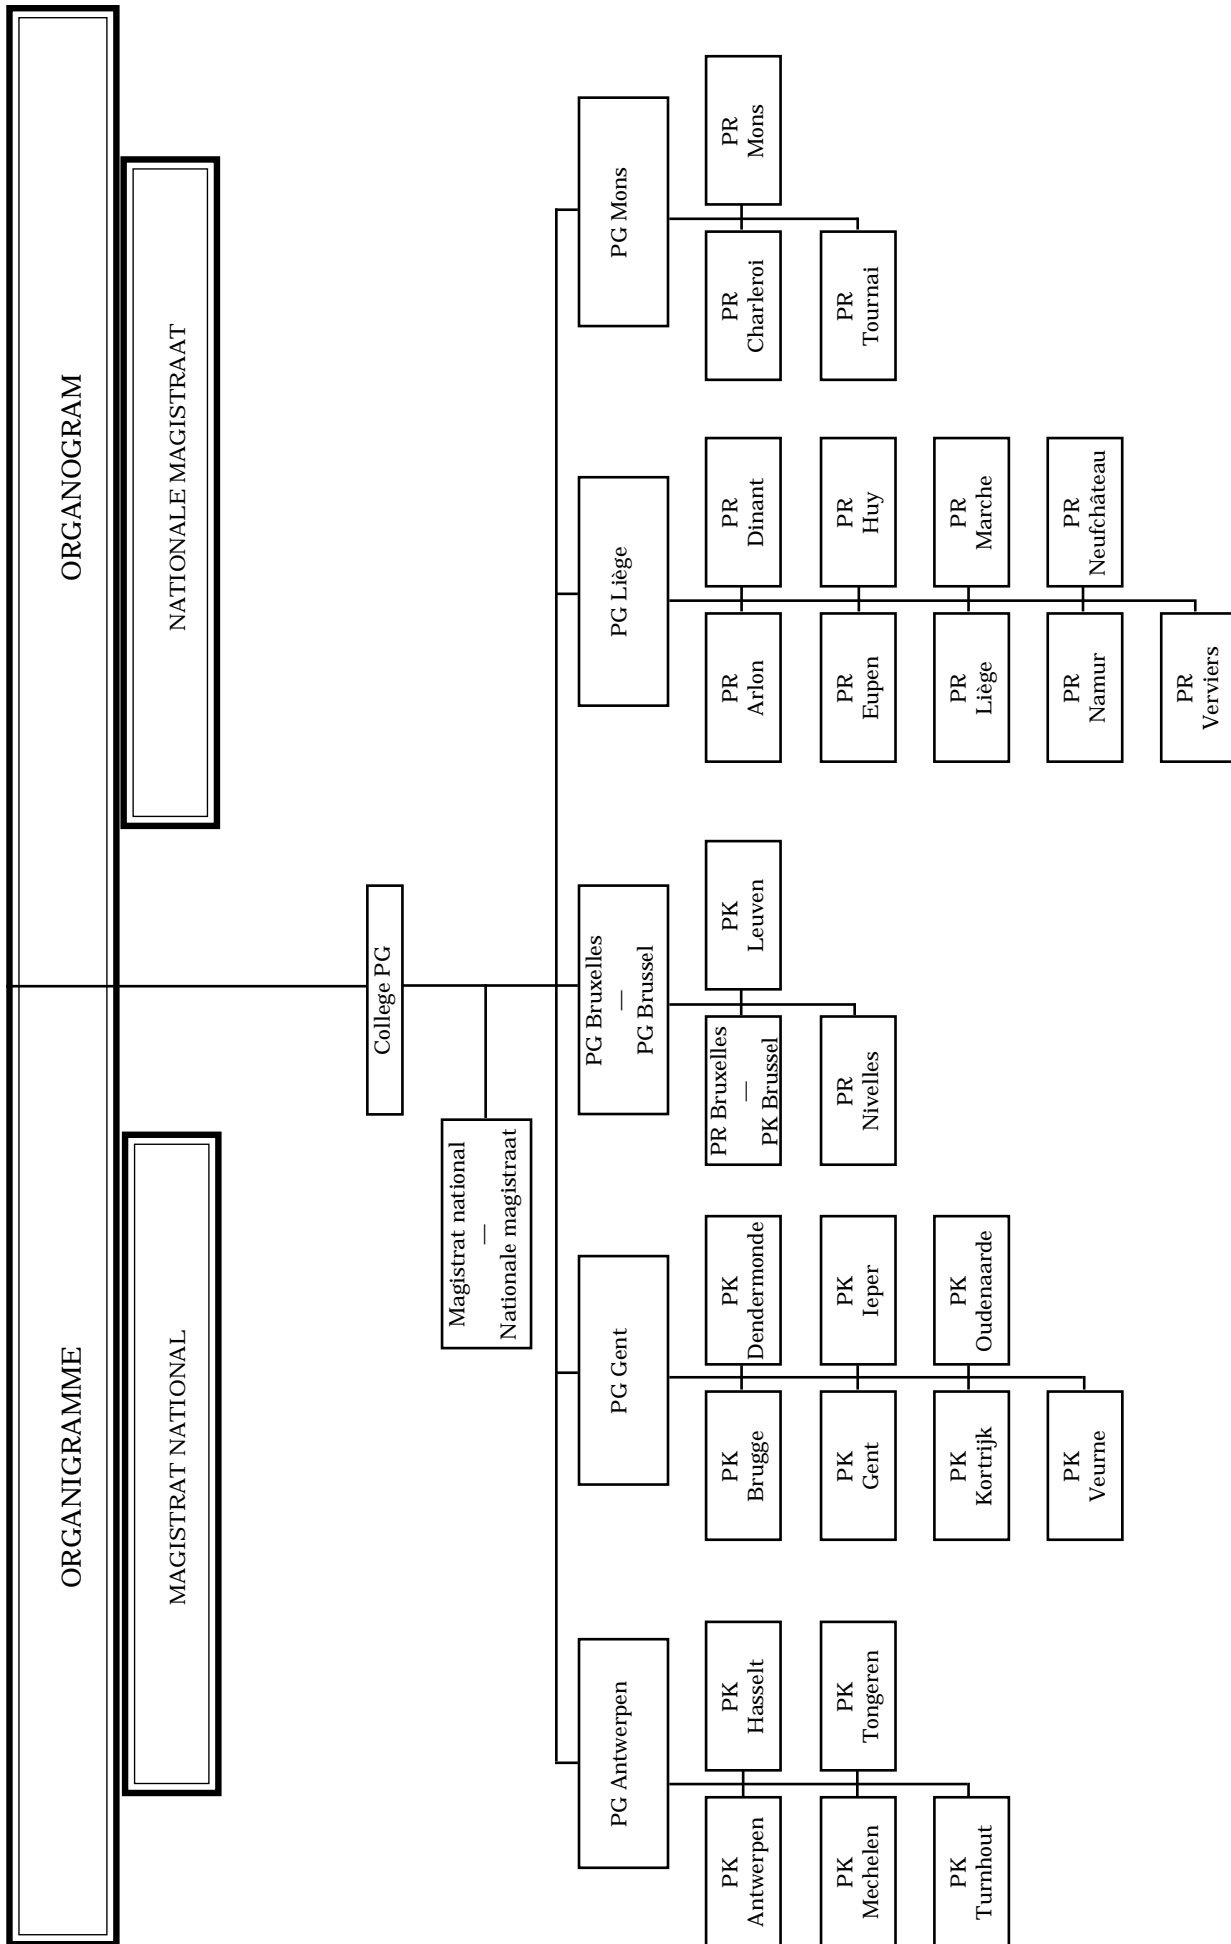 ORGANIGRAMME
ORGANOGRAM
MAGISTRAT NATIONAL
NATIONALE MAGISTRAAT
College PG
Magistrat national
—
Nationale magistraat
PG Antwerpen
PG Gent
PG Bruxelles
—
PG Brussel
PG Liège
PG Mons
PK
Antwerpen
PK
Hasselt
PK
Mechelen
PK
Tongeren
PK
Turnhout
PK
Brugge
PK
Dendermonde
PK
Gent
PK
Ieper
PK
Kortrijk
PK
Oudenaarde
PK
Veurne
PR Bruxelles
—
PK Brussel
PK
Leuven
PR
Nivelles
PR
Arlon
PR
Dinant
PR
Eupen
PR
Huy
PR
Liège
PR
Marche
PR
Namur
PR
Neufchâteau
PR
Verviers
PR
Charleroi
PR
Mons
PR
Tournai